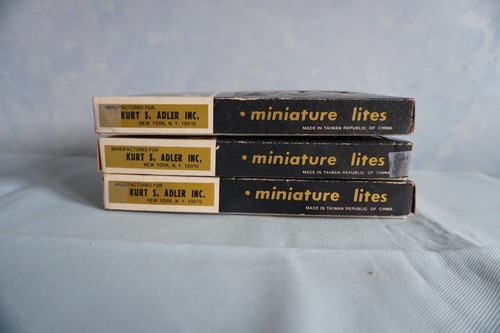 MANUFACTURED FOR
KURT S. ADLER INC.
NEW YORK, N. Y. 10010
• miniature lites
MADE IN TAIWAN REPUBLIC OF CHINA
MANUFACTURED FOR
KURT S. ADLER INC.
NEW YORK, N. Y. 10010
• miniature lites
MADE IN TAIWAN REPUBLIC OF CHINA
MANUFACTURED FOR
KURT S. ADLER INC.
NEW YORK, N. Y. 10010
• miniature lites
MADE IN TAIWAN REPUBLIC OF CHINA